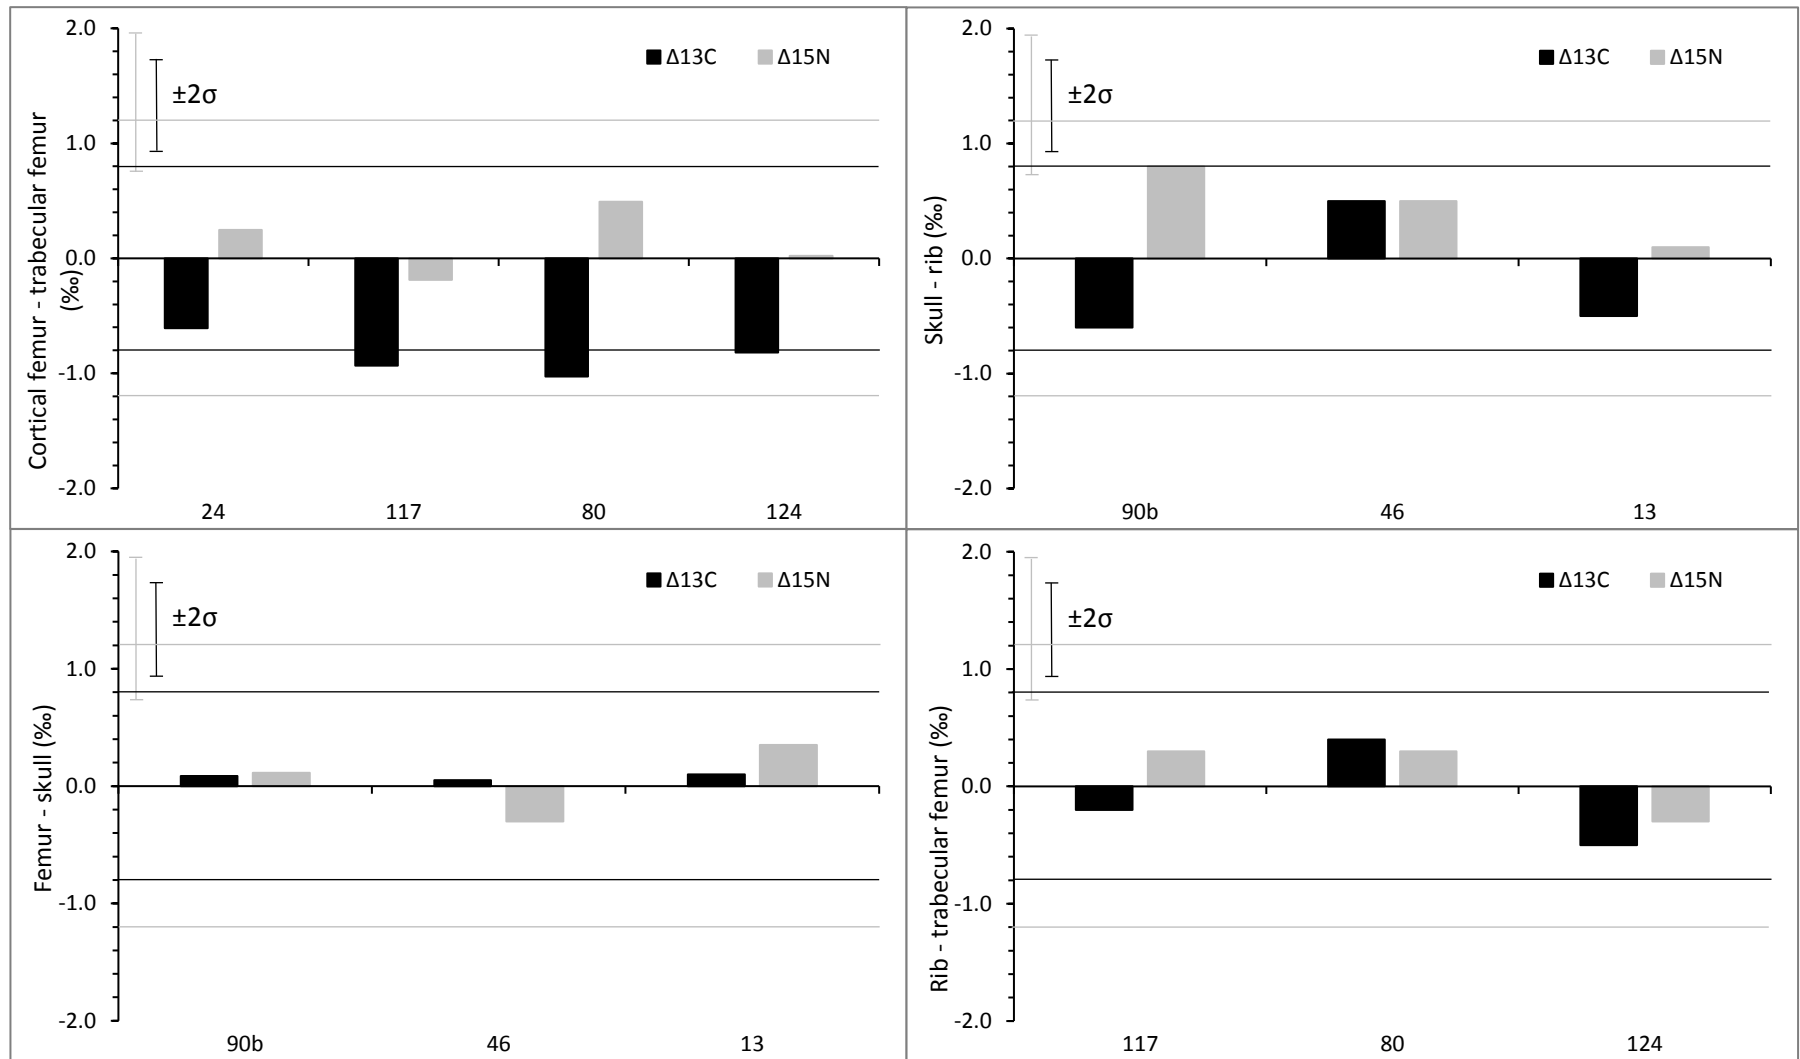 Cortical femur - trabecular femur
(‰)
2.0
1.0
0.0
-1.0
-2.0
±2σ
Δ13C Δ15N
24 117 80 124
Skull - rib (‰)
2.0
1.0
0.0
-1.0
-2.0
±2σ
Δ13C Δ15N
90b 46 13
Femur - skull (‰)
2.0
1.0
0.0
-1.0
-2.0
±2σ
Δ13C Δ15N
90b 46 13
Rib - trabecular femur (‰)
2.0
1.0
0.0
-1.0
-2.0
±2σ
Δ13C Δ15N
117 80 124